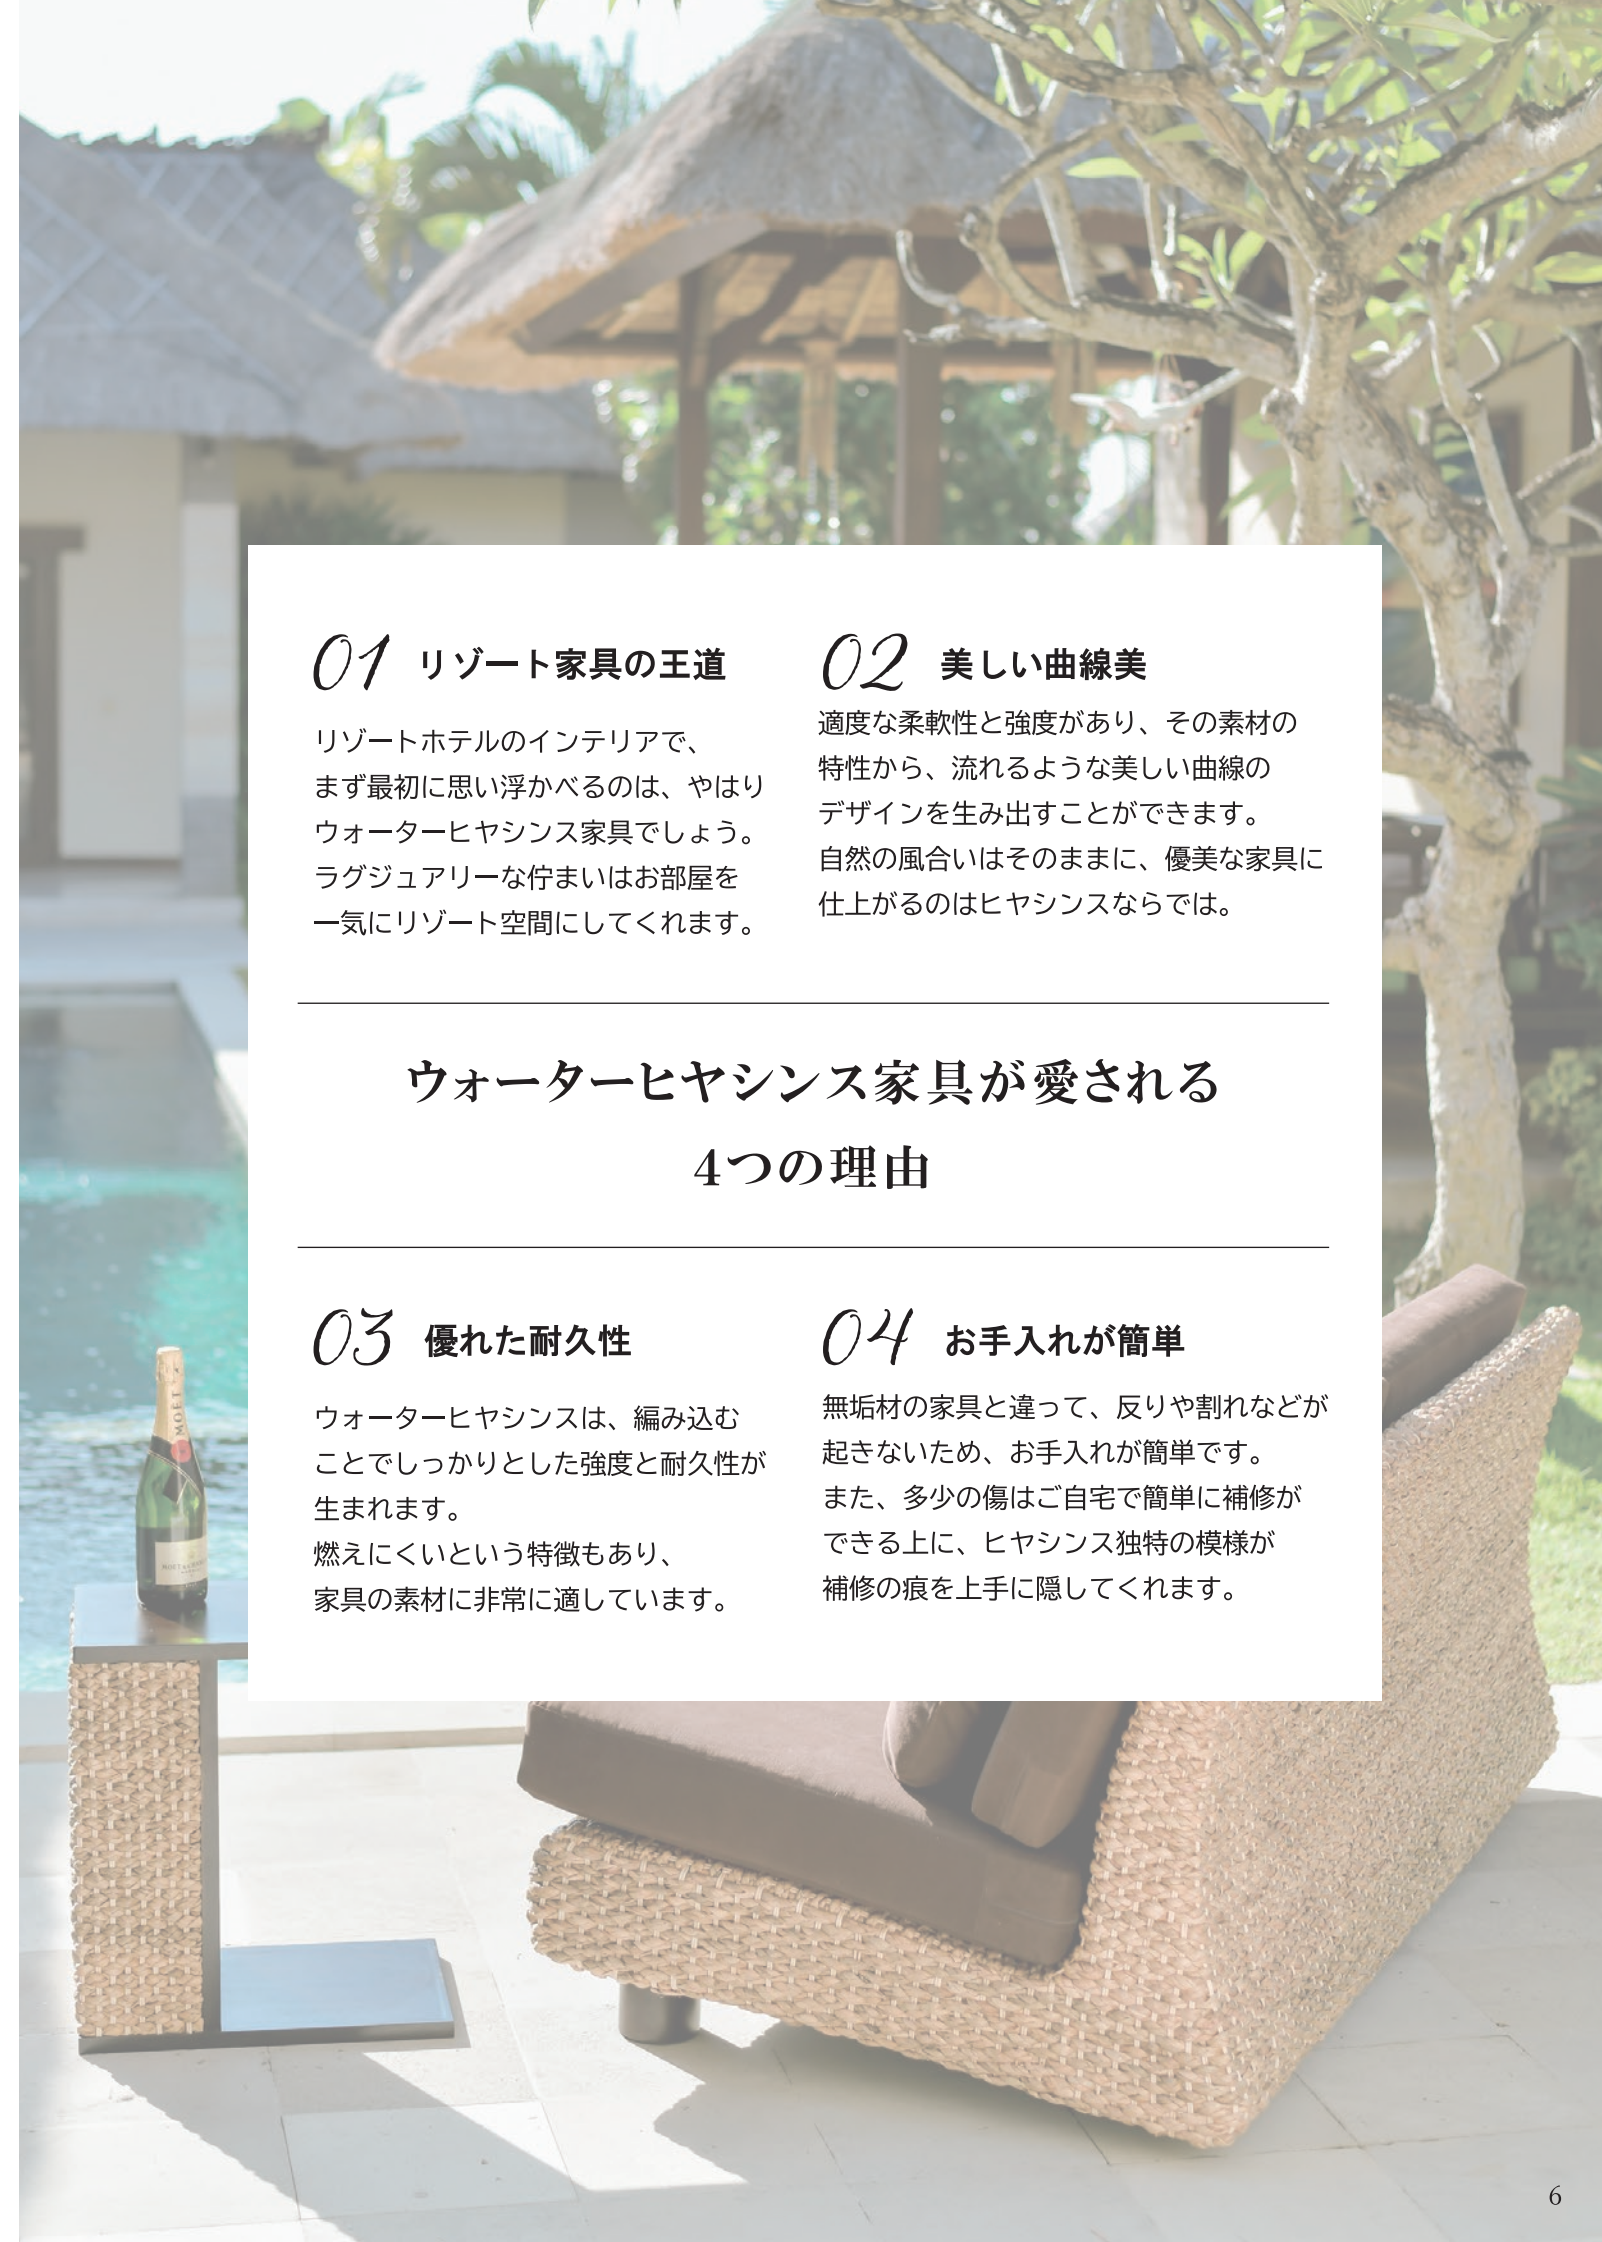 01 リゾート家具の王道
リゾートホテルのインテリアで、
まず最初に思い浮かべるのは、やはり
ウォーターヒヤシンス家具でしょう。
ラグジュアリーな佇まいはお部屋を
一気にリゾート空間にしてくれます。
02 美しい曲線美
適度な柔軟性と強度があり、その素材の
特性から、流れるような美しい曲線の
デザインを生み出すことができます。
自然の風合いはそのままに、優美な家具に
仕上がるのはヒヤシンスならでは。
ウォーターヒヤシンス家具が愛される
4つの理由
03 優れた耐久性
ウォーターヒヤシンスは、編み込む
ことでしっかりとした強度と耐久性が
生まれます。
燃えにくいという特徴もあり、
家具の素材に非常に適しています。
04 お手入れが簡単
無垢材の家具と違って、反りや割れなどが
起きないため、お手入れが簡単です。
また、多少の傷はご自宅で簡単に補修が
できる上に、ヒヤシンス独特の模様が
補修の痕を上手に隠してくれます。
MOËT
6